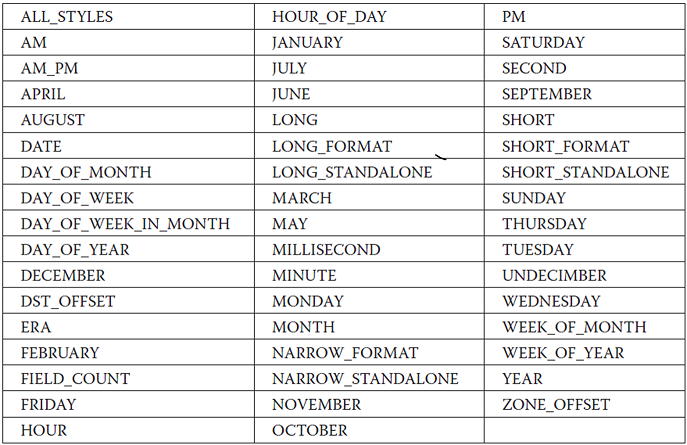 ALL_STYLES HOUR_OF_DAY PM
AM JANUARY SATURDAY
AM_PM JULY SECOND
APRIL JUNE SEPTEMBER
AUGUST LONG SHORT
DATE LONG_FORMAT SHORT_FORMAT
DAY_OF_MONTH LONG_STANDALONE SHORT_STANDALONE
DAY_OF_WEEK MARCH SUNDAY
DAY_OF_WEEK_IN_MONTH MAY THURSDAY
DAY_OF_YEAR MILLISECOND TUESDAY
DECEMBER MINUTE UNDECIMBER
DST_OFFSET MONDAY WEDNESDAY
ERA MONTH WEEK_OF_MONTH
FEBRUARY NARROW_FORMAT WEEK_OF_YEAR
FIELD_COUNT NARROW_STANDALONE YEAR
FRIDAY NOVEMBER ZONE_OFFSET
HOUR OCTOBER